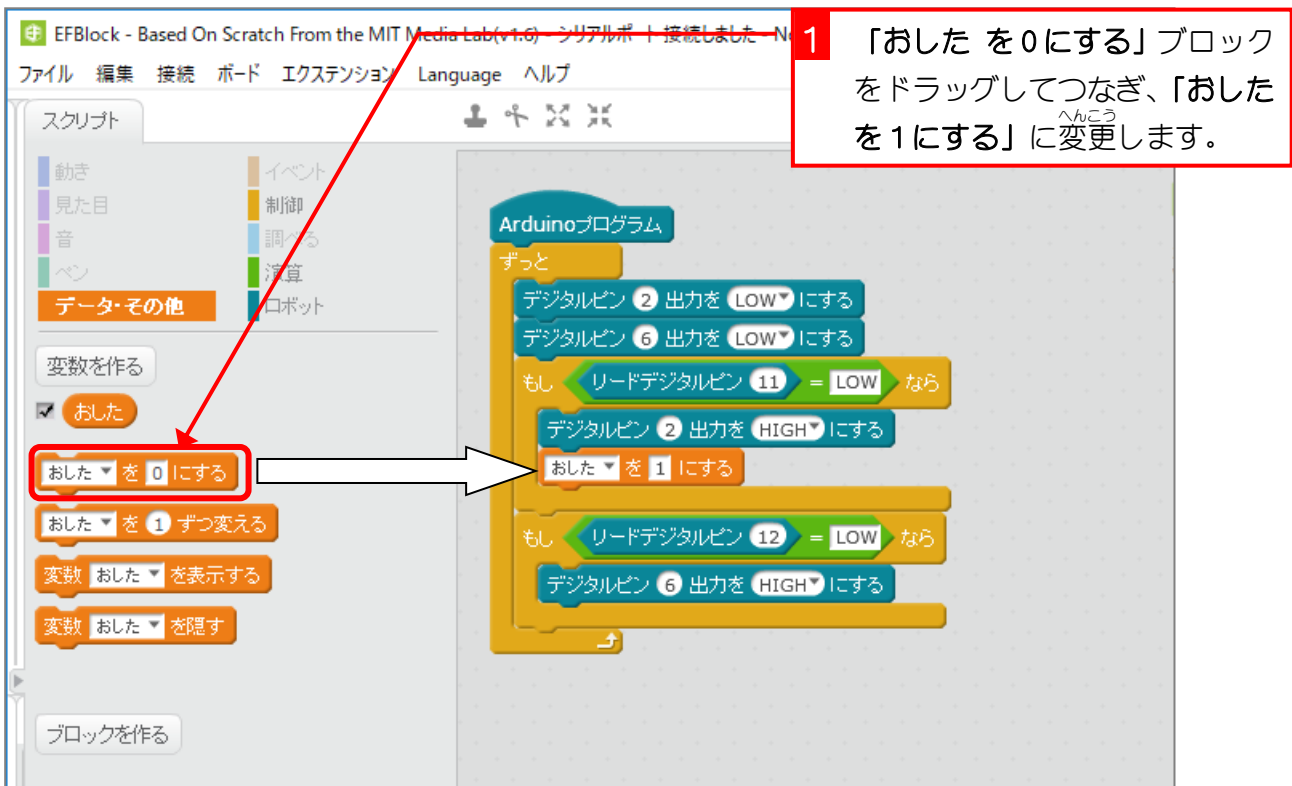 EFBlock - Based On Scratch From the MIT Media Lab(v1.6) - シリアルポート 接続しました - No
ファイル 編集 接続 ボード エクステンション Language ヘルプ
1 「おした を0にする」ブロック
をドラッグしてつなぎ、「おした
へんこう
を1にする」に変更します。
スクリプト
動き イベント
見た目 制御
音 調べる
ペン 演算
データ・その他 ロボット
変数を作る
おした
おした を 0 にする
おした を 1 ずつ変える
変数 おした を表示する
変数 おした を隠す
ブロックを作る
Arduinoプログラム
ずっと
デジタルピン 2 出力を LOW にする
デジタルピン 6 出力を LOW にする
もし リードデジタルピン 11 = LOW なら
デジタルピン 2 出力を HIGH にする
おした を 1 にする
もし リードデジタルピン 12 = LOW なら
デジタルピン 6 出力を HIGH にする